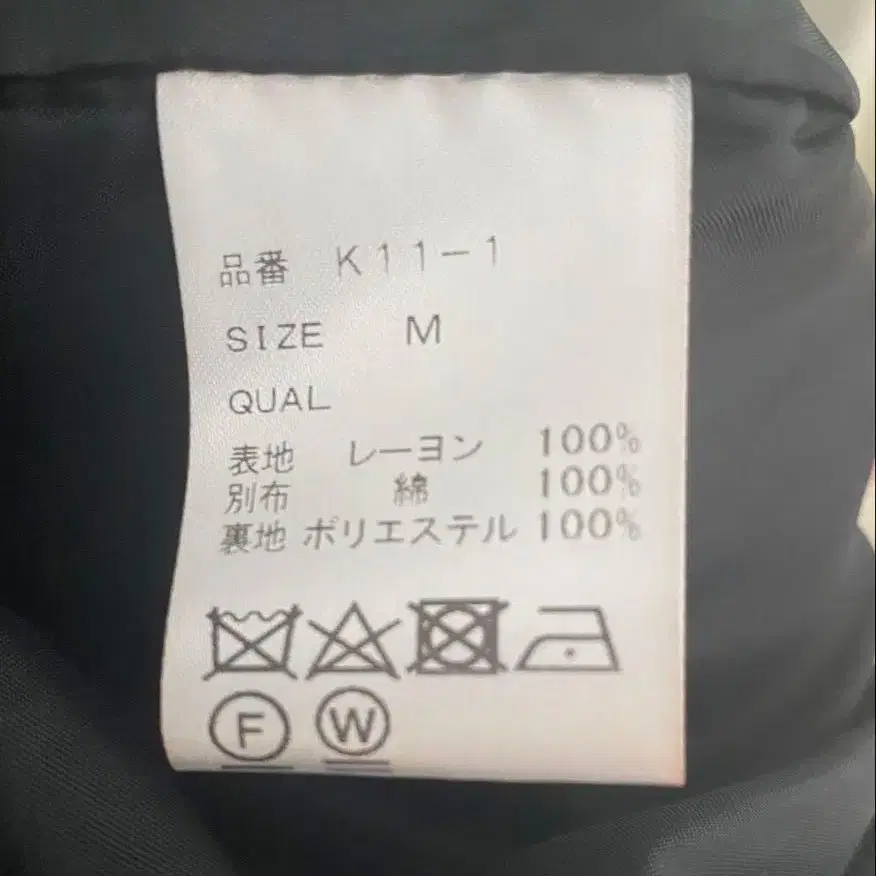 品番 K11-1
SIZE M
QUAL
表地 レーヨン 100%
別布 綿 100%
裏地 ポリエステル 100%
F W